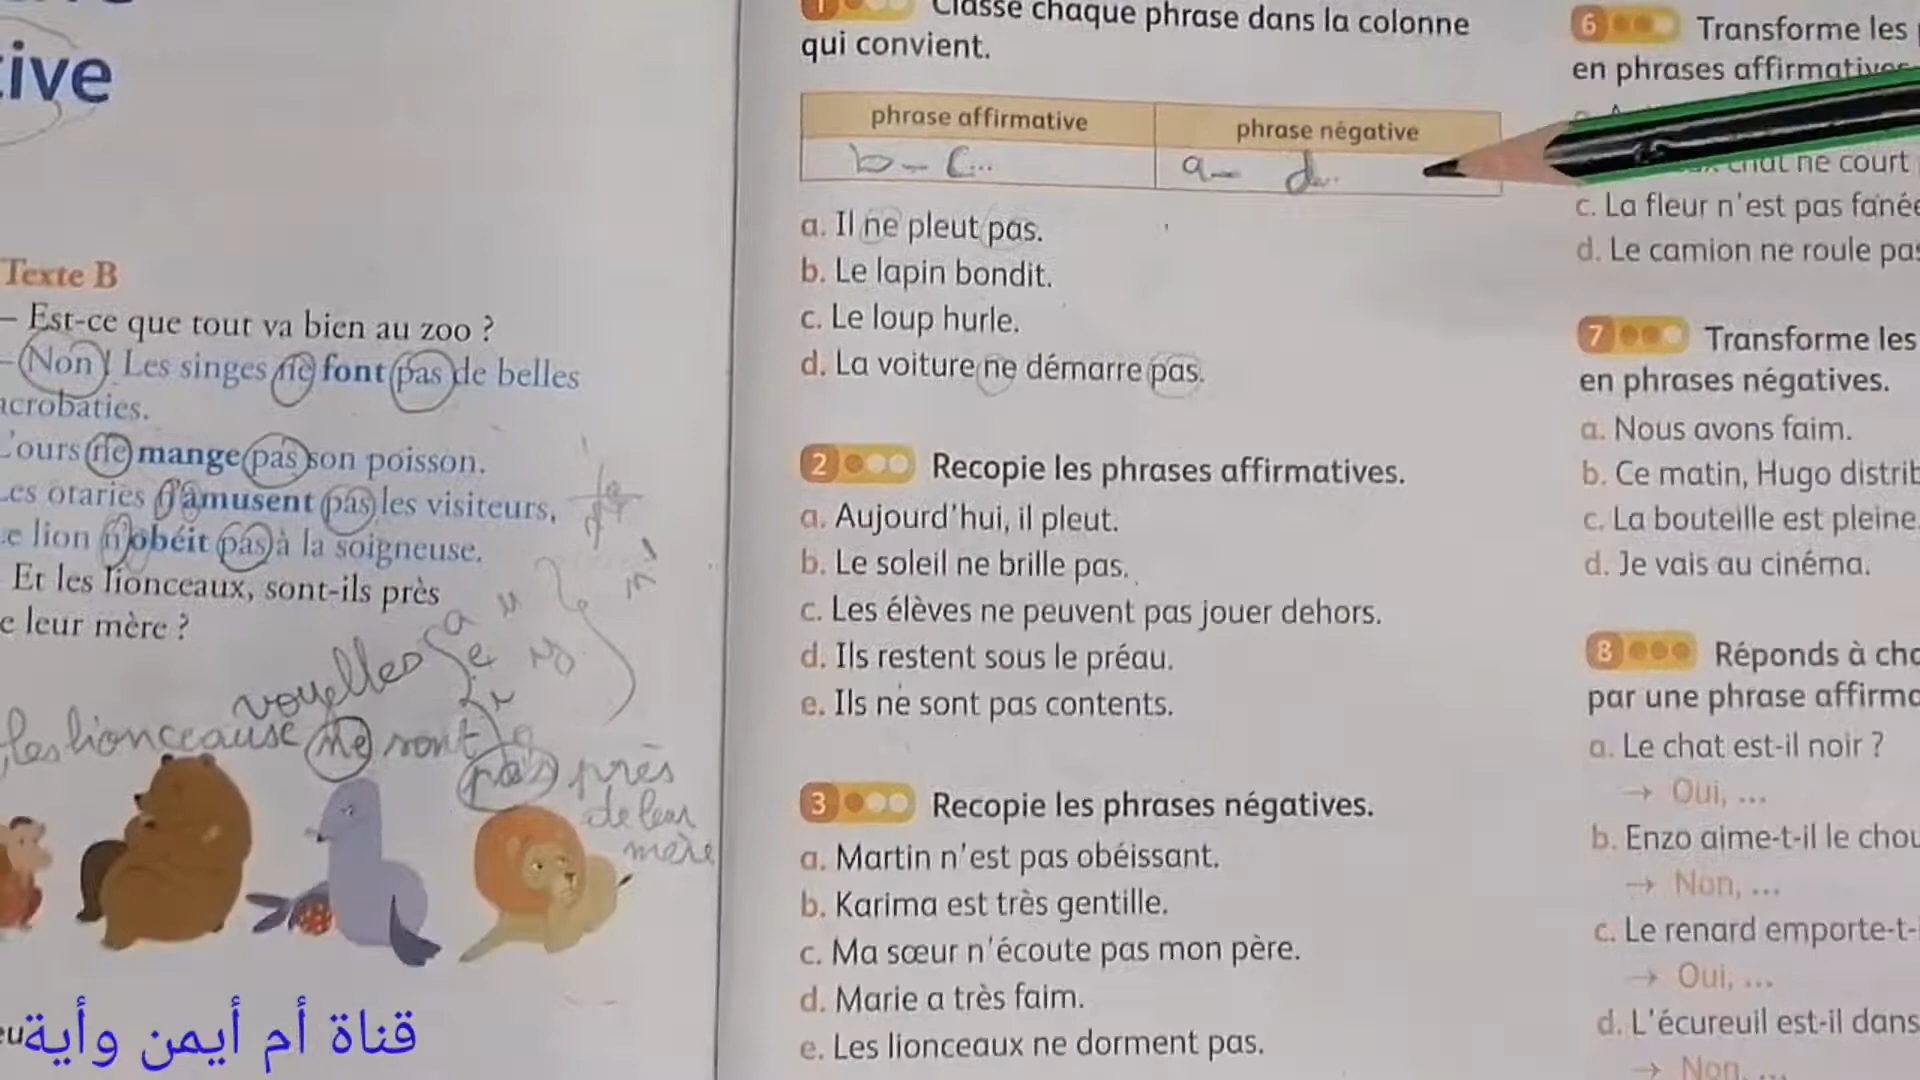 ive
Texte B
– Est-ce que tout va bien au zoo ?
– Non ! Les singes ne font pas de belles
acrobaties.
L'ours ne mange pas son poisson.
Les otaries n'amusent pas les visiteurs,
le lion n'obéit pas à la soigneuse.
Et les lionceaux, sont-ils près
e leur mère ?
voyelles
a
e
i
o
u
y
n'
les lionceause ne sont
pas près
de leur
mère
قناة أم أيمن وأية
1 Classe chaque phrase dans la colonne
qui convient.
phrase affirmative phrase négative
b – c... a – d..
a. Il ne pleut pas.
b. Le lapin bondit.
c. Le loup hurle.
d. La voiture ne démarre pas.
2 Recopie les phrases affirmatives.
a. Aujourd'hui, il pleut.
b. Le soleil ne brille pas.
c. Les élèves ne peuvent pas jouer dehors.
d. Ils restent sous le préau.
e. Ils ne sont pas contents.
3 Recopie les phrases négatives.
a. Martin n'est pas obéissant.
b. Karima est très gentille.
c. Ma sœur n'écoute pas mon père.
d. Marie a très faim.
e. Les lionceaux ne dorment pas.
6 Transforme les
en phrases affirmatives
chat ne court
c. La fleur n'est pas fanée
d. Le camion ne roule pas
7 Transforme les
en phrases négatives.
a. Nous avons faim.
b. Ce matin, Hugo distrib
c. La bouteille est pleine.
d. Je vais au cinéma.
8 Réponds à cha
par une phrase affirma
a. Le chat est-il noir ?
→ Oui, ...
b. Enzo aime-t-il le chou
→ Non, ...
c. Le renard emporte-t-
→ Oui, ...
d. L'écureuil est-il dans
→ Non, ...